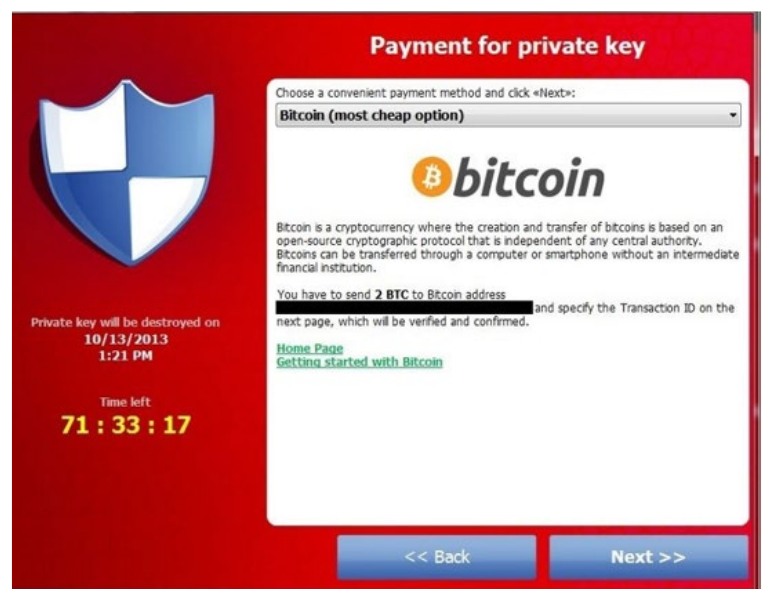 Payment for private key
Choose a convenient payment method and click «Next»:
Bitcoin (most cheap option)
bitcoin
Bitcoin is a cryptocurrency where the creation and transfer of bitcoins is based on an
open-source cryptographic protocol that is independent of any central authority.
Bitcoins can be transferred through a computer or smartphone without an intermediate
financial institution.
You have to send 2 BTC to Bitcoin address
and specify the Transaction ID on the
next page, which will be verified and confirmed.
Home Page
Getting started with Bitcoin
Private key will be destroyed on
10/13/2013
1:21 PM
Time left
71 : 33 : 17
<< Back
Next >>